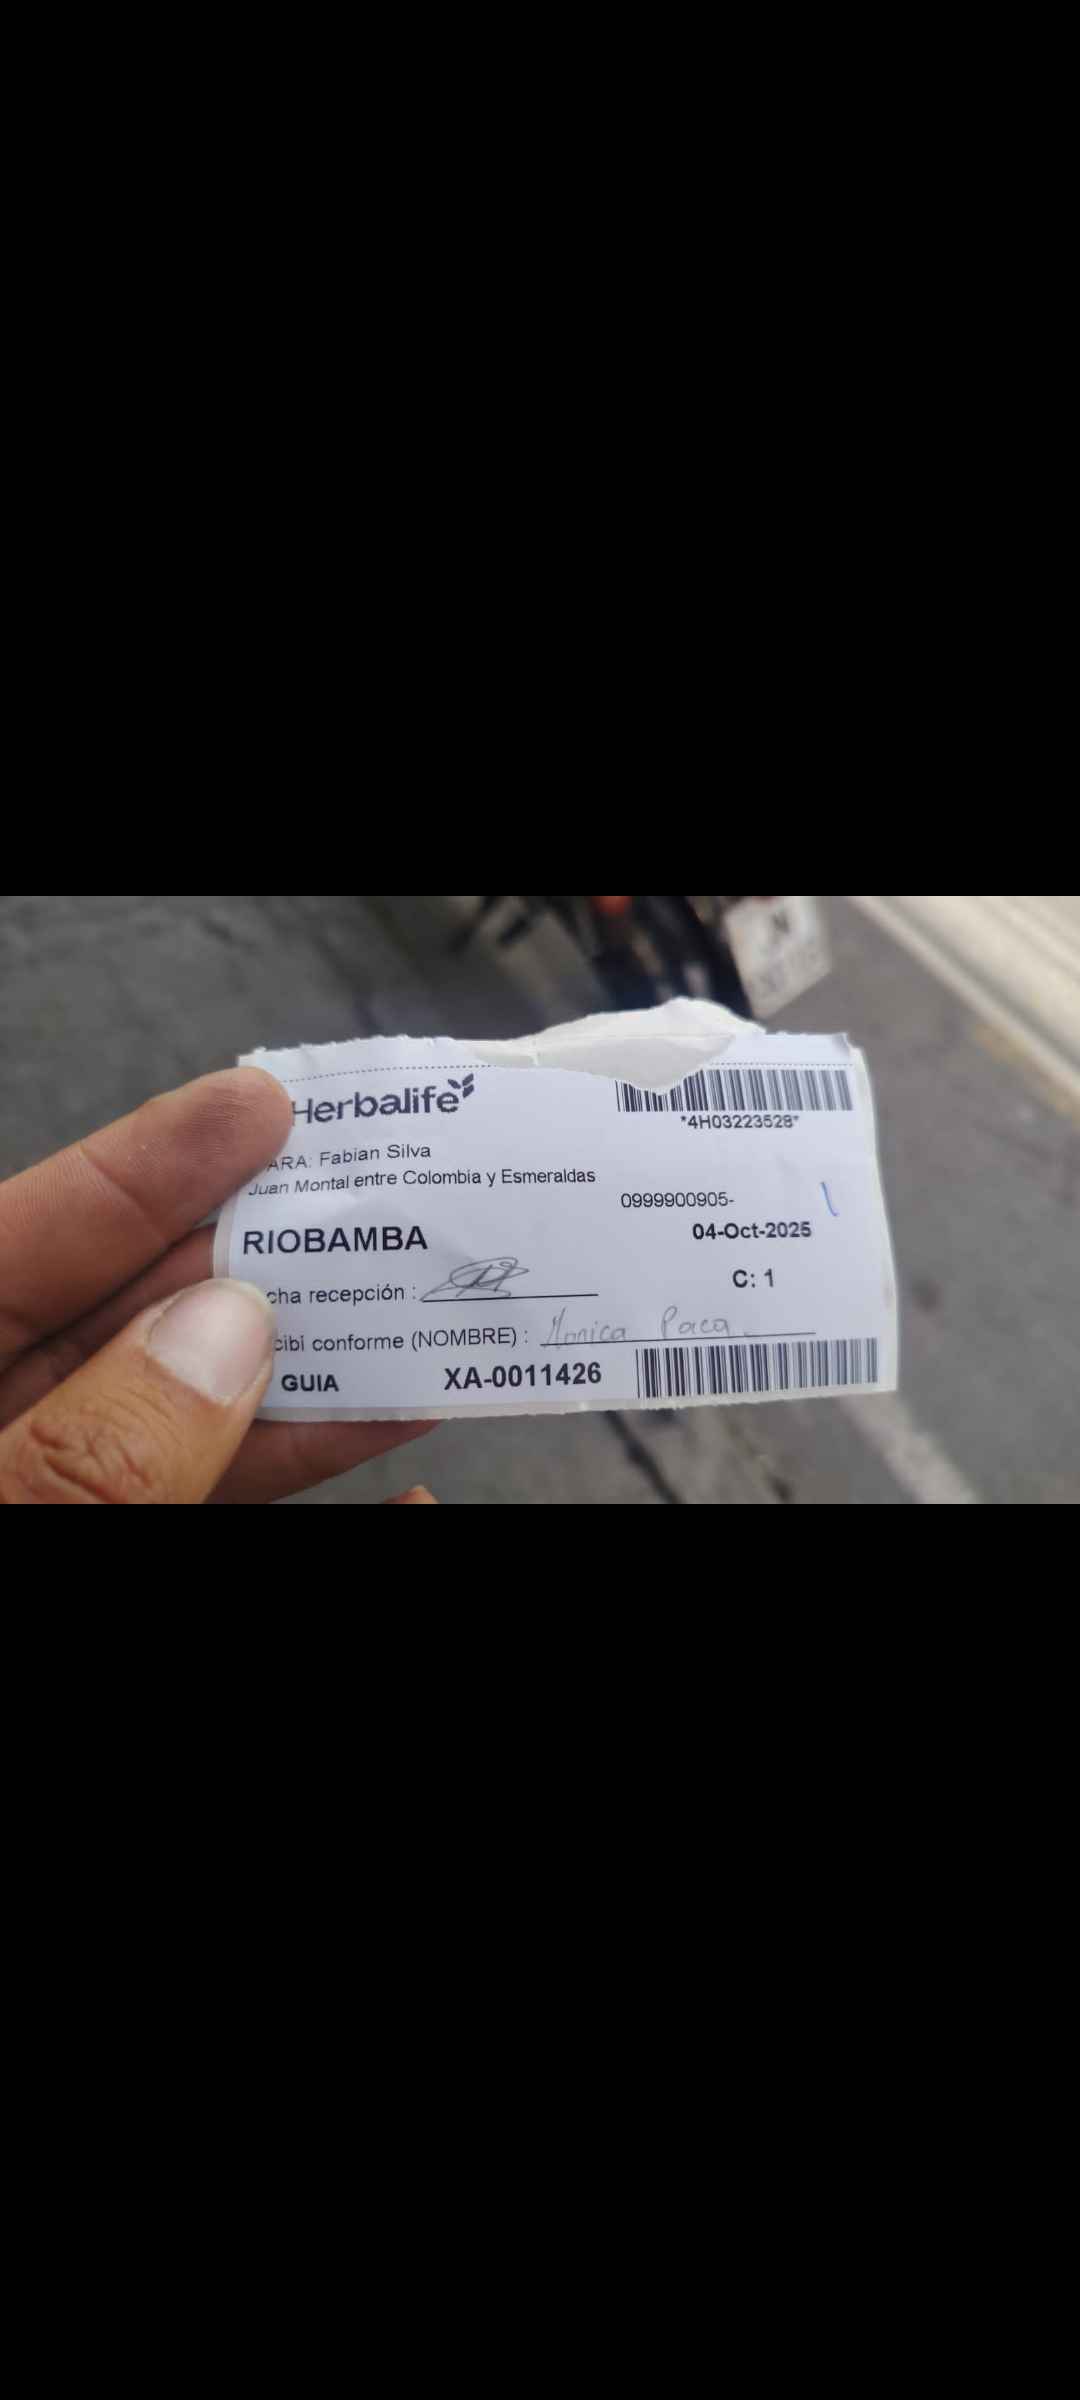 Herbalife
*4H03223528*
ARA: Fabian Silva
Juan Montal entre Colombia y Esmeraldas
0999900905-
RIOBAMBA
04-Oct-2025
cha recepción :
C: 1
cibi conforme (NOMBRE) : Monica Paca
GUIA XA-0011426